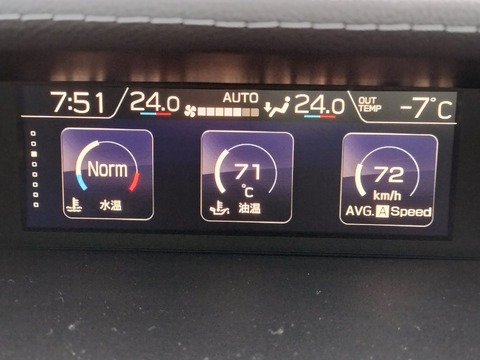 7:51 24.0 AUTO 24.0 OUT TEMP -7°C
Norm
水温
71
°C
油温
72
km/h
AVG. A Speed